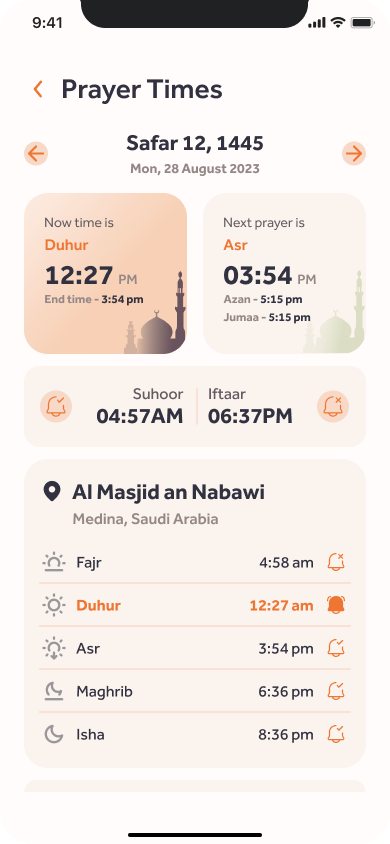 9:41
Prayer Times
Safar 12, 1445
Mon, 28 August 2023
Now time is
Duhur
12:27 PM
End time - 3:54 pm
Next prayer is
Asr
03:54 PM
Azan - 5:15 pm
Jumaa - 5:15 pm
Suhoor
04:57AM
Iftaar
06:37PM
Al Masjid an Nabawi
Medina, Saudi Arabia
Fajr 4:58 am
Duhur 12:27 am
Asr 3:54 pm
Maghrib 6:36 pm
Isha 8:36 pm